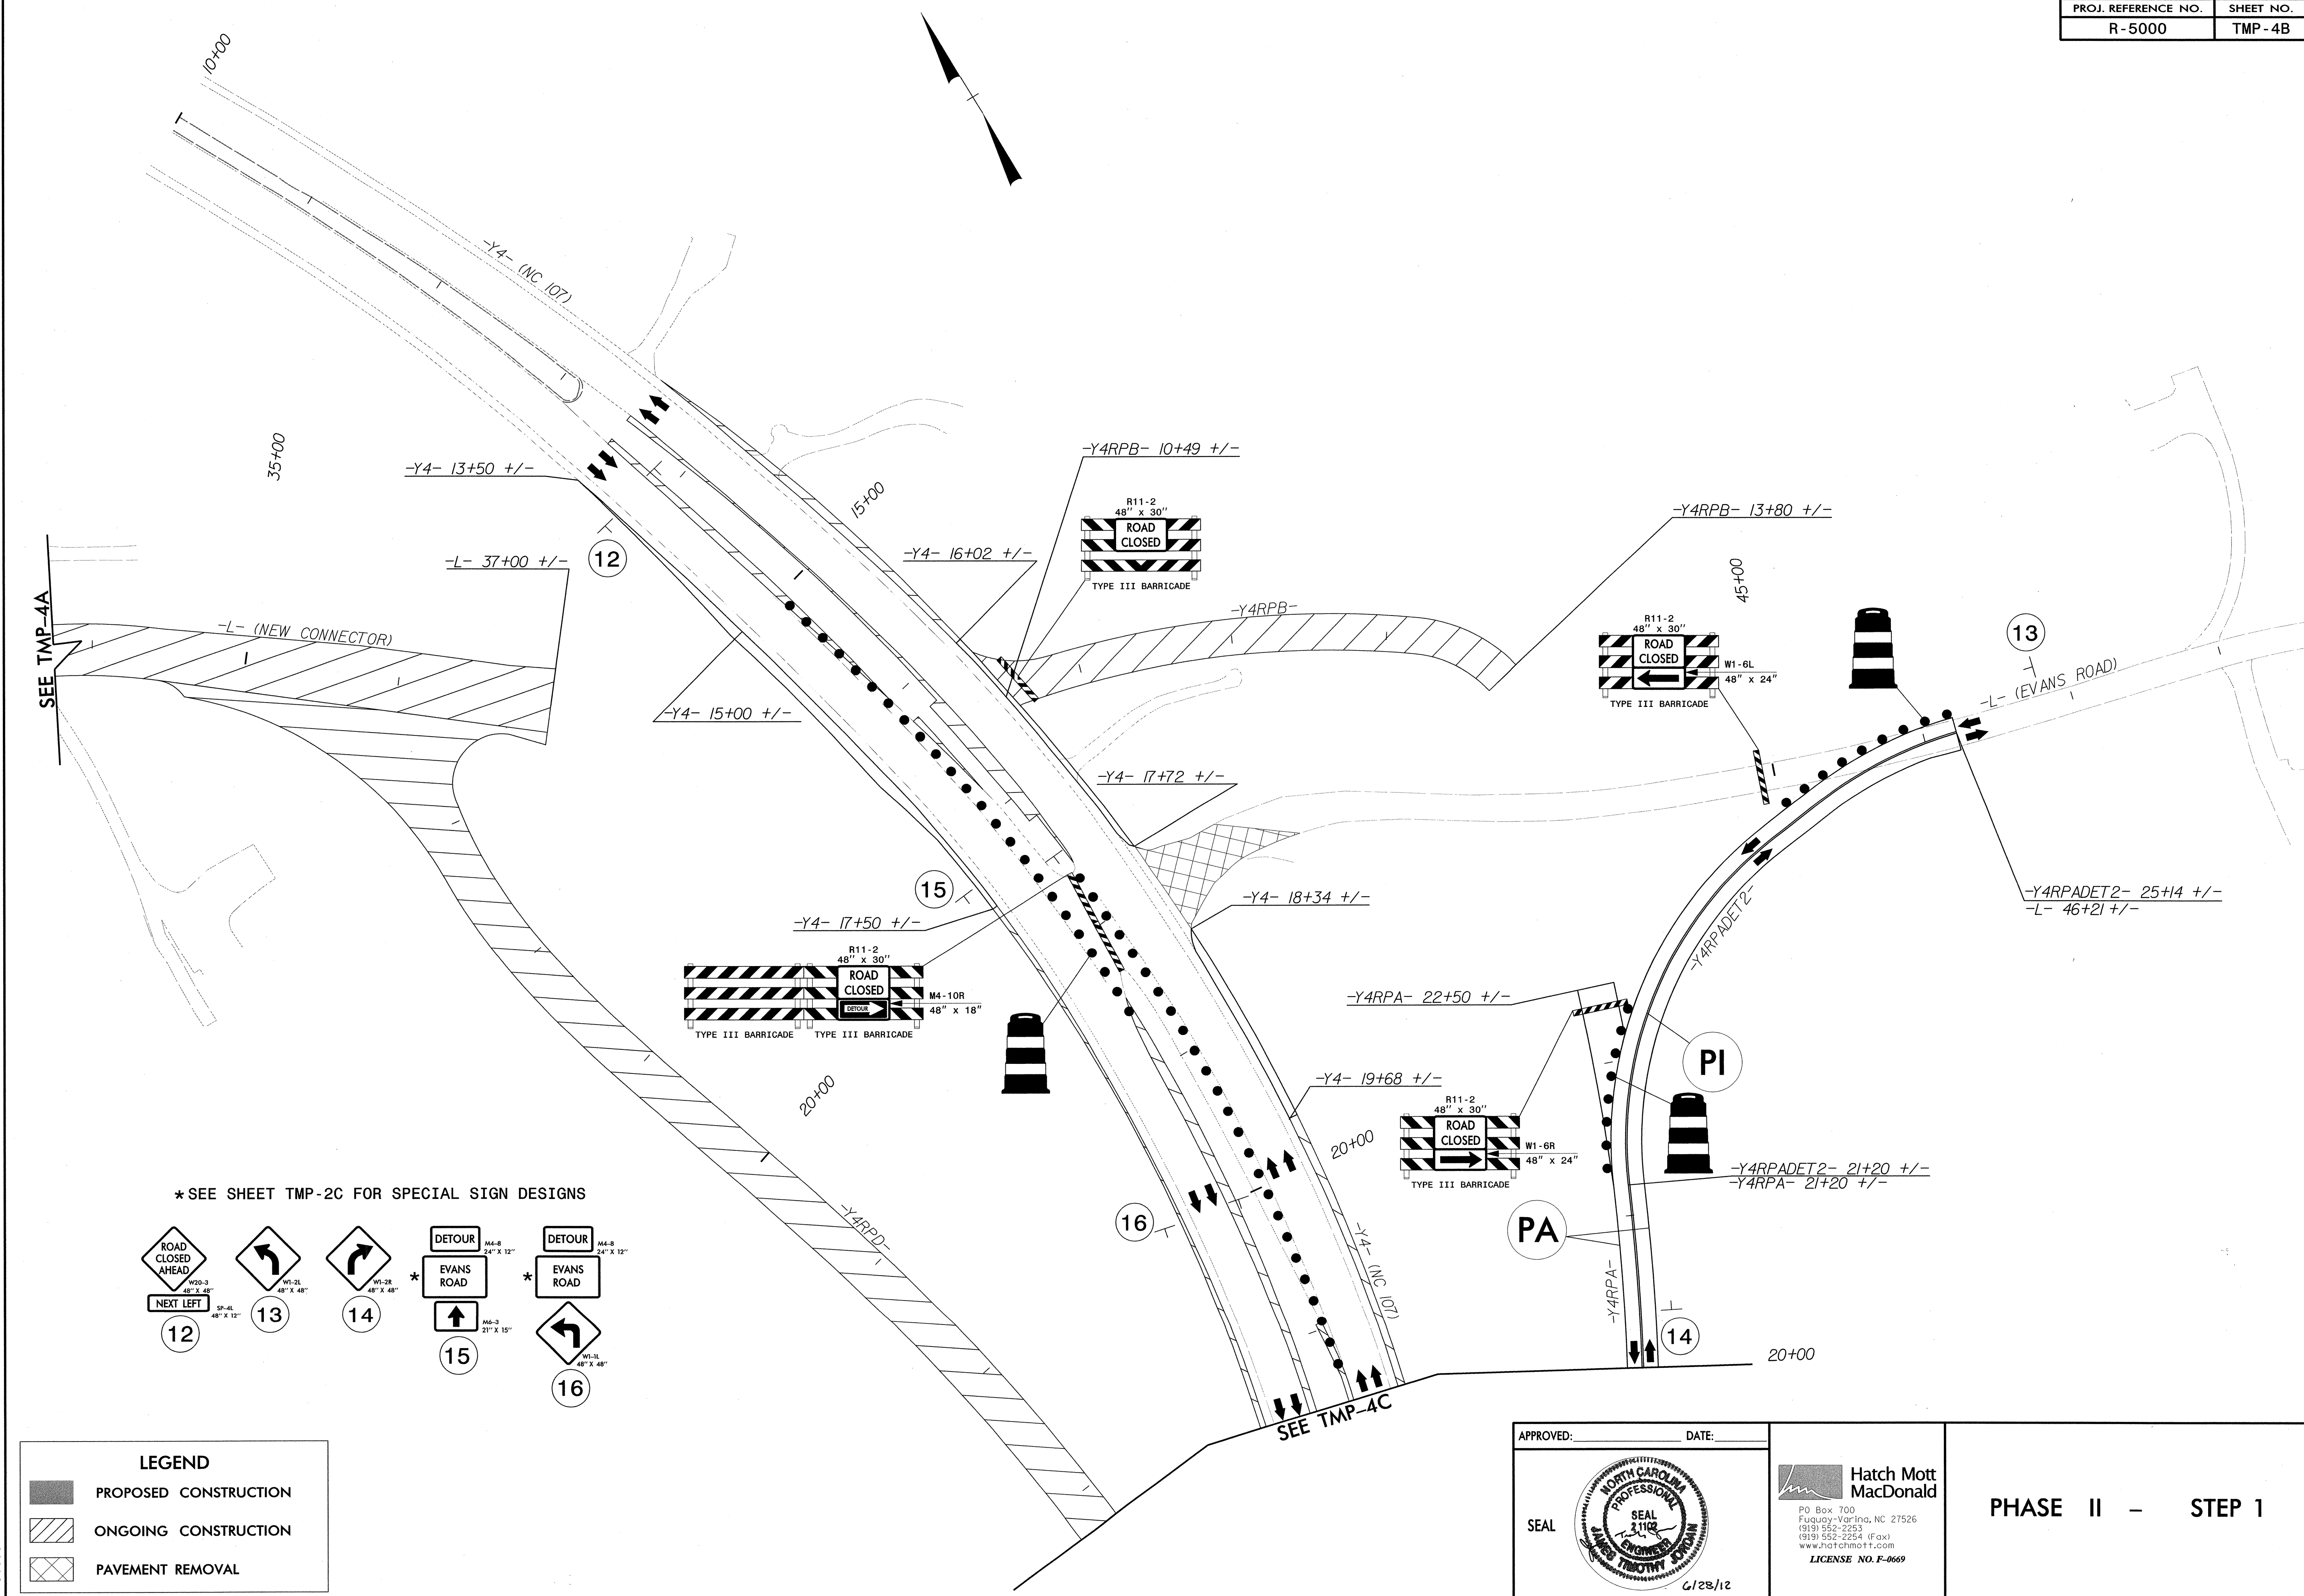 PROJ. REFERENCE NO. SHEET NO.
R-5000 TMP-4B
10+00
-Y4- (NC 107)
35+00
-Y4- 13+50 +/-
15+00
-Y4RPB- 10+49 +/-
R11-2
48" x 30"
ROAD
CLOSED
TYPE III BARRICADE
-Y4RPB- 13+80 +/-
12
-L- 37+00 +/-
-Y4- 16+02 +/-
45+00
SEE TMP-4A
-L- (NEW CONNECTOR)
-Y4RPB-
R11-2
48" x 30"
ROAD
CLOSED
W1-6L
48" x 24"
TYPE III BARRICADE
13
-L- (EVANS ROAD)
-Y4- 15+00 +/-
-Y4- 17+72 +/-
15
-Y4- 18+34 +/-
-Y4RPADET2- 25+14 +/-
-L- 46+21 +/-
-Y4- 17+50 +/-
-Y4RPADET2-
R11-2
48" x 30"
ROAD
CLOSED
DETOUR
M4-10R
48" x 18"
TYPE III BARRICADE TYPE III BARRICADE
-Y4RPA- 22+50 +/-
PI
20+00
-Y4- 19+68 +/-
R11-2
48" x 30"
ROAD
CLOSED
W1-6R
48" x 24"
TYPE III BARRICADE
20+00
-Y4RPADET2- 21+20 +/-
-Y4RPA- 21+20 +/-
*SEE SHEET TMP-2C FOR SPECIAL SIGN DESIGNS
-Y4RPD-
16
PA
-Y4- (NC 107)
-Y4RPA-
14
20+00
ROAD
CLOSED
AHEAD
W20-3
48" X 48"
NEXT LEFT
SP-4L
48" X 12"
12
W1-2L
48" X 48"
13
W1-2R
48" X 48"
14
DETOUR
M4-8
24" X 12"
*
EVANS
ROAD
M6-3
21" X 15"
15
DETOUR
M4-8
24" X 12"
*
EVANS
ROAD
W1-1L
48" X 48"
16
SEE TMP-4C
LEGEND
PROPOSED CONSTRUCTION
ONGOING CONSTRUCTION
PAVEMENT REMOVAL
APPROVED: DATE:
SEAL
NORTH CAROLINA
PROFESSIONAL
SEAL
21102
ENGINEER
JAMES TIMOTHY JORDAN
6/28/12
Hatch Mott
MacDonald
PO Box 700
Fuquay-Varina, NC 27526
(919) 552-2253
(919) 552-2254 (Fax)
www.hatchmott.com
LICENSE NO. F-0669
PHASE II - STEP 1